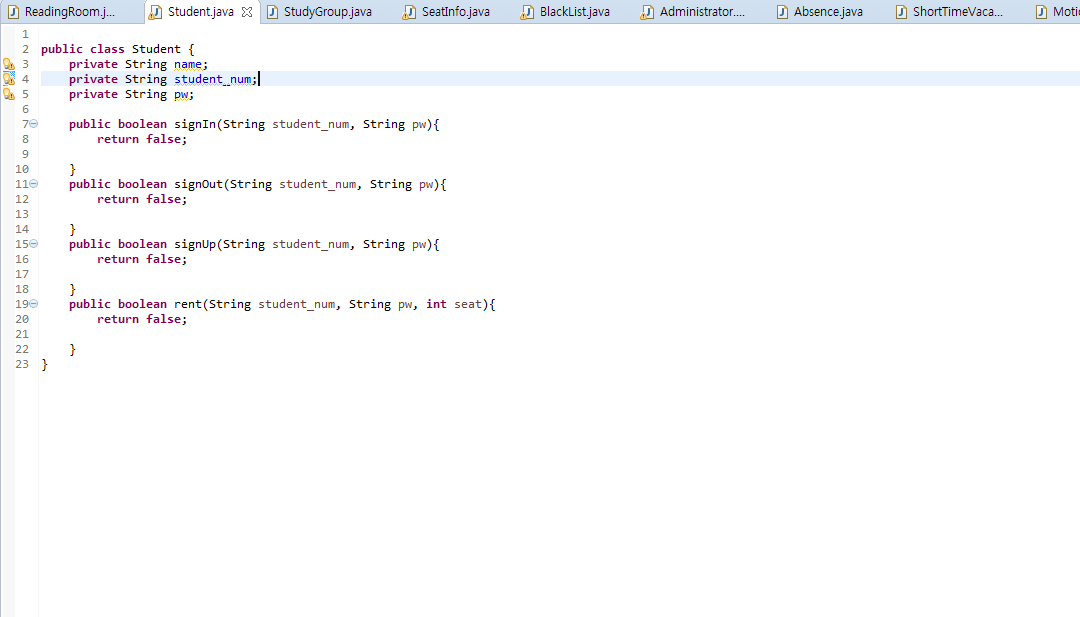 ReadingRoom.j... Student.java StudyGroup.java SeatInfo.java BlackList.java Administrator.... Absence.java ShortTimeVaca... Motic
1
2 public class Student {
3 private String name;
4 private String student_num;
5 private String pw;
6
7 public boolean signIn(String student_num, String pw){
8 return false;
9
10 }
11 public boolean signOut(String student_num, String pw){
12 return false;
13
14 }
15 public boolean signUp(String student_num, String pw){
16 return false;
17
18 }
19 public boolean rent(String student_num, String pw, int seat){
20 return false;
21
22 }
23 }